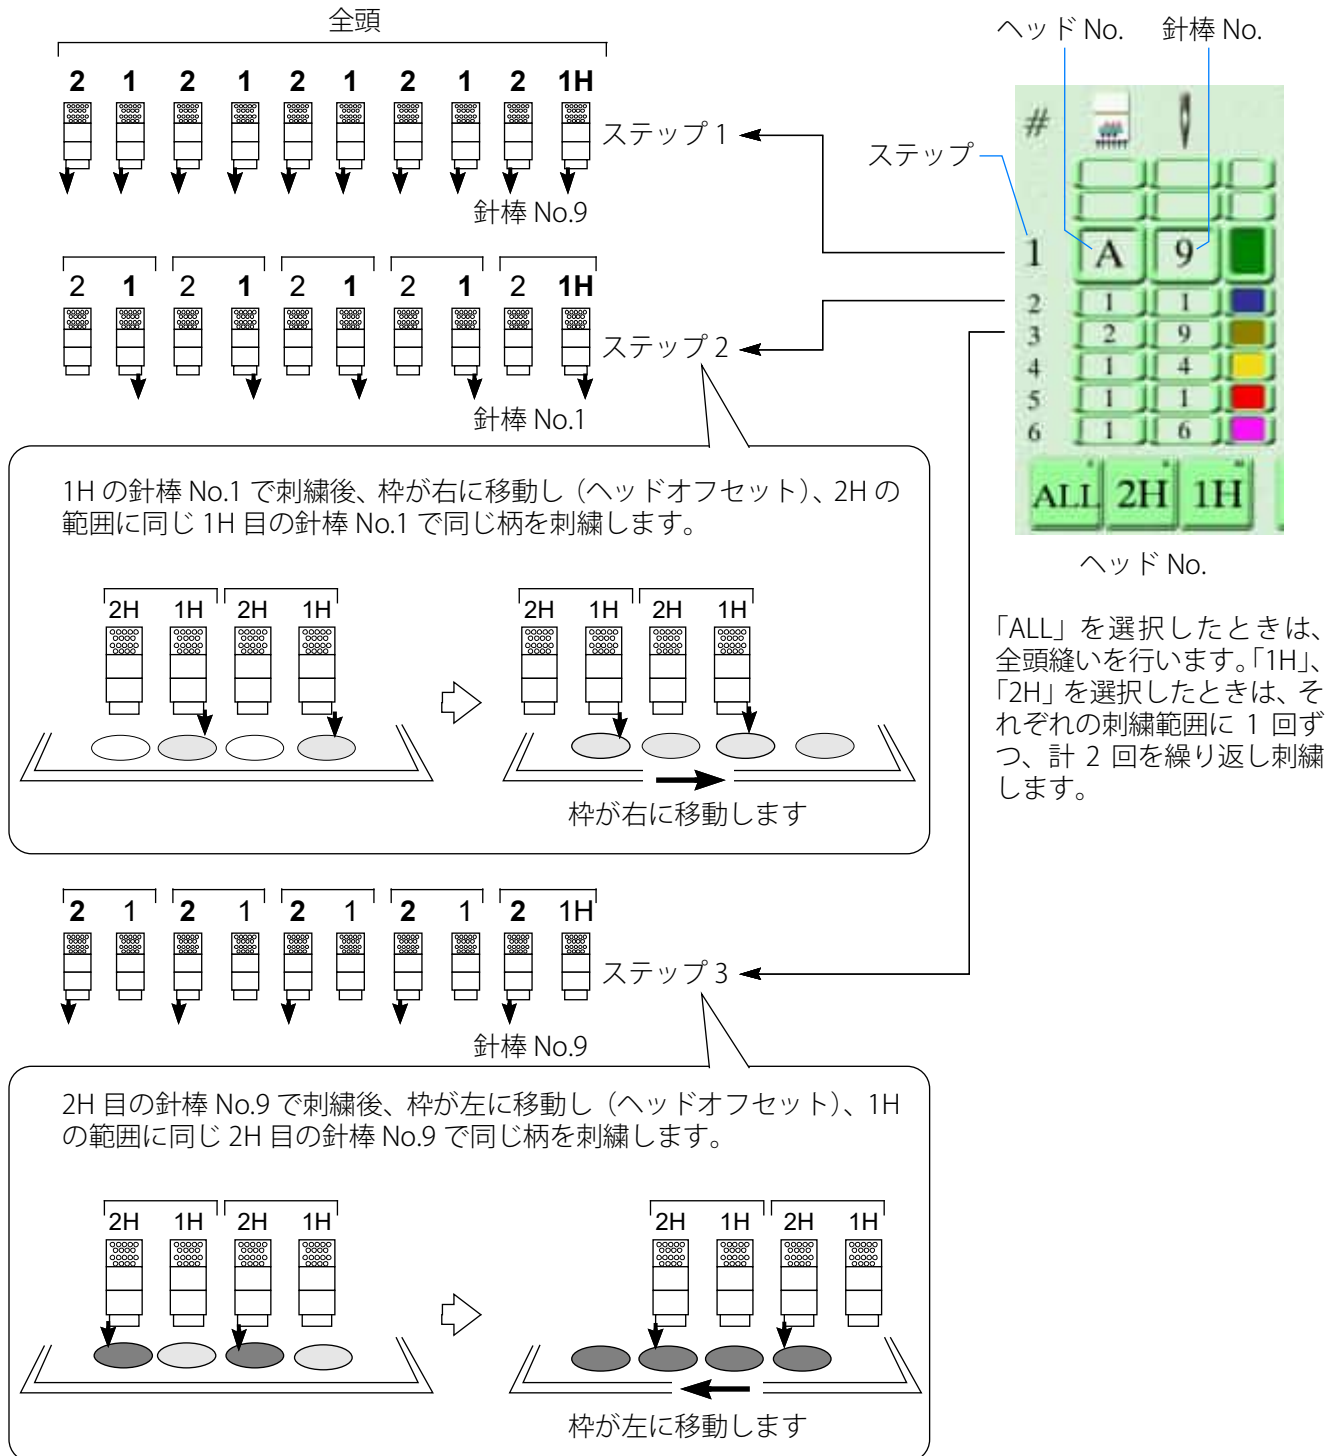 全頭
2 1 2 1 2 1 2 1 2 1H
ステップ 1
針棒 No.9
2 1 2 1 2 1 2 1 2 1H
ステップ 2
針棒 No.1
1H の針棒 No.1 で刺繍後、枠が右に移動し（ヘッドオフセット）、2H の
範囲に同じ 1H 目の針棒 No.1 で同じ柄を刺繍します。
2H 1H 2H 1H
2H 1H 2H 1H
枠が右に移動します
2 1 2 1 2 1 2 1 2 1H
ステップ 3
針棒 No.9
2H 目の針棒 No.9 で刺繍後、枠が左に移動し（ヘッドオフセット）、1H
の範囲に同じ 2H 目の針棒 No.9 で同じ柄を刺繍します。
2H 1H 2H 1H
2H 1H 2H 1H
枠が左に移動します
ヘッド No. 針棒 No.
#
ステップ
1 A 9
2 1 1
3 2 9
4 1 4
5 1 1
6 1 6
ALL 2H 1H
ヘッド No.
「ALL」を選択したときは、
全頭縫いを行います。「1H」、
「2H」を選択したときは、そ
れぞれの刺繍範囲に 1 回ず
つ、計 2 回を繰り返し刺繍
します。